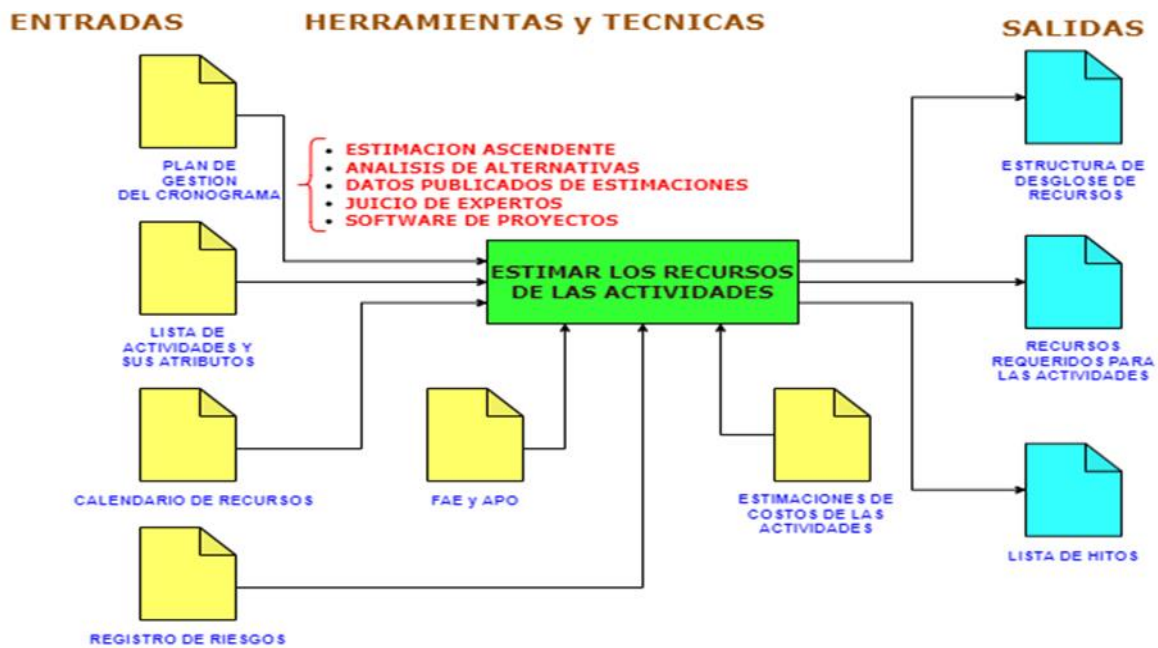 ENTRADAS
HERRAMIENTAS y TECNICAS
SALIDAS
PLAN DE
GESTION
DEL CRONOGRAMA
• ESTIMACION ASCENDENTE
• ANALISIS DE ALTERNATIVAS
• DATOS PUBLICADOS DE ESTIMACIONES
• JUICIO DE EXPERTOS
• SOFTWARE DE PROYECTOS
ESTRUCTURA DE
DESGLOSE DE
RECURSOS
ESTIMAR LOS RECURSOS
DE LAS ACTIVIDADES
LISTA DE
ACTIVIDADES Y
SUS ATRIBUTOS
RECURSOS
REQUERIDOS PARA
LAS ACTIVIDADES
CALENDARIO DE RECURSOS
FAE y APO
ESTIMACIONES DE
COSTOS DE LAS
ACTIVIDADES
LISTA DE HITOS
REGISTRO DE RIESGOS